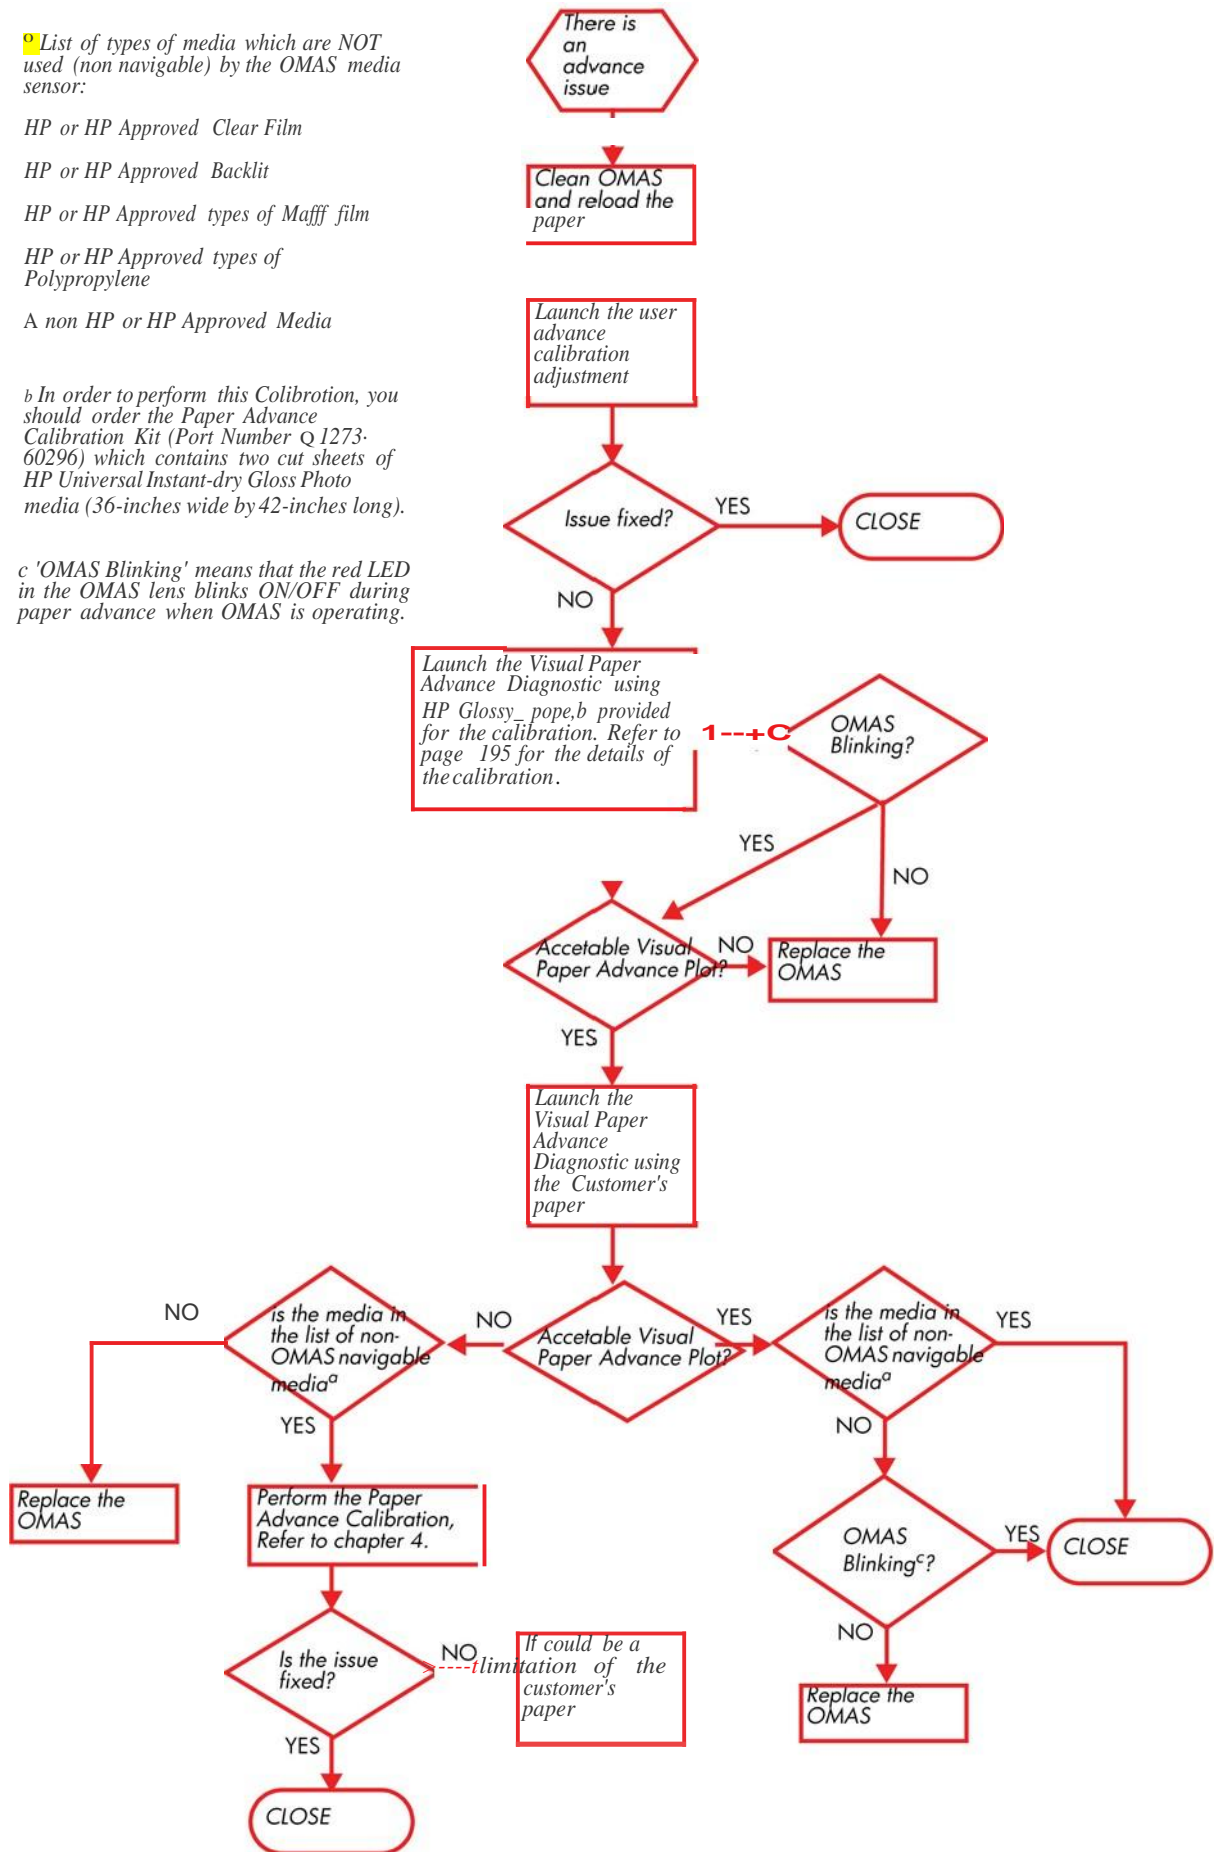 º List of types of media which are NOT
used (non navigable) by the OMAS media
sensor:
HP or HP Approved Clear Film
HP or HP Approved Backlit
HP or HP Approved types of Mafff film
HP or HP Approved types of
Polypropylene
A non HP or HP Approved Media
b In order to perform this Colibrotion, you
should order the Paper Advance
Calibration Kit (Port Number Q 1273·
60296) which contains two cut sheets of
HP Universal Instant-dry Gloss Photo
media (36-inches wide by 42-inches long).
c 'OMAS Blinking' means that the red LED
in the OMAS lens blinks ON/OFF during
paper advance when OMAS is operating.
There is
an
advance
issue
Clean OMAS
and reload the
paper
Launch the user
advance
calibration
adjustment
Issue fixed?
YES
CLOSE
NO
Launch the Visual Paper
Advance Diagnostic using
HP Glossy_ pope,b provided
for the calibration. Refer to
page 195 for the details of
the calibration.
1--+C
OMAS
Blinking?
YES
NO
Accetable Visual
Paper Advance Plot?
NO
Replace the
OMAS
YES
Launch the
Visual Paper
Advance
Diagnostic using
the Customer's
paper
NO
is the media in
the list of non-
OMAS navigable
mediaᵃ
NO
Accetable Visual
Paper Advance Plot?
YES
is the media in
the list of non-
OMAS navigable
mediaᵃ
YES
YES
NO
Replace the
OMAS
Perform the Paper
Advance Calibration,
Refer to chapter 4.
OMAS
Blinkingᶜ?
YES
CLOSE
Is the issue
fixed?
NO
>----tlimitation of the
If could be a
customer's
paper
NO
Replace the
OMAS
YES
CLOSE